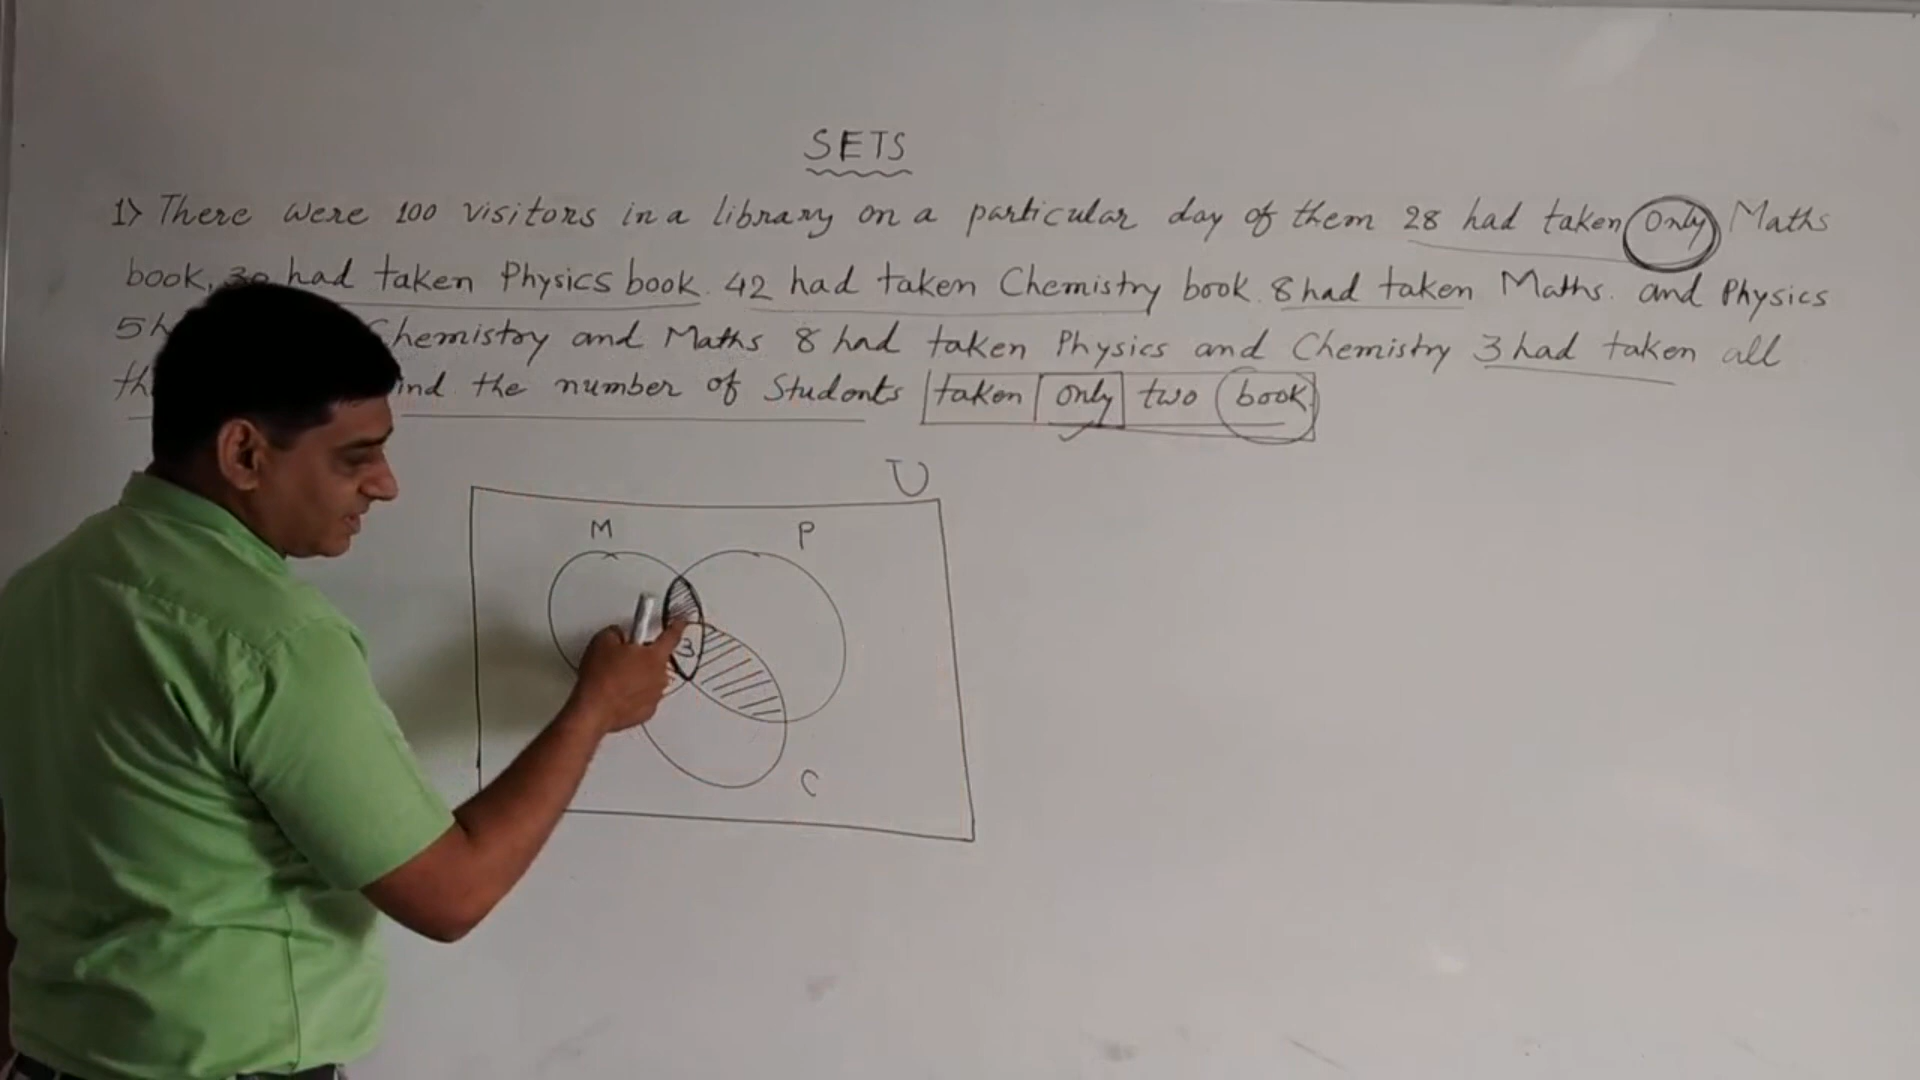 SETS
1) There were 100 visitors in a library on a particular day of them 28 had taken only Maths
book, 30 had taken Physics book. 42 had taken Chemistry book 8 had taken Maths. and Physics
5 Chemistry and Maths 8 had taken Physics and Chemistry 3 had taken all
the number of Students taken only two book.
U
M P
3
C